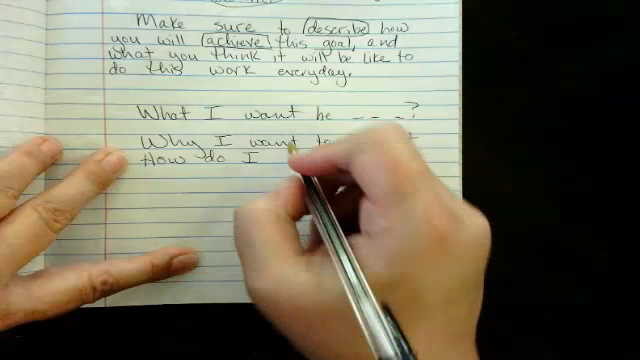 Make sure to describe how
you will achieve this goal, and
what you think it will be like to
do this work everyday.
What I want be _ _ _ ?
Why I want to
How do I